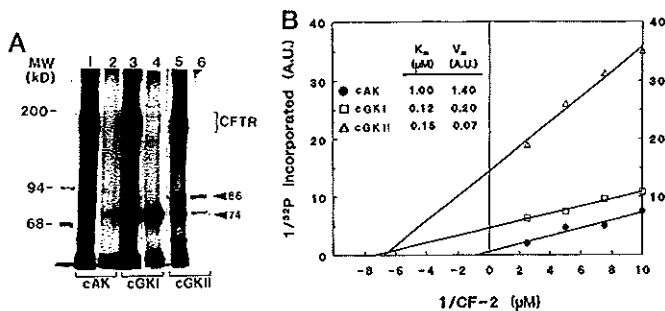 A
MW
(kD)
1 2 3 4 5 6
200
CFTR
94
68
86
74
cAK cGKI cGKII
B
1/³²P Incorporated (A.U.)
40
30
20
10
0
Kₘ Vₘ
(μM) (A.U.)
cAK 1.00 1.40
cGKI 0.12 0.20
cGKII 0.15 0.07
40
30
20
10
-8 -6 -4 -2 0 2 4 6 8 10
1/CF-2 (μM)